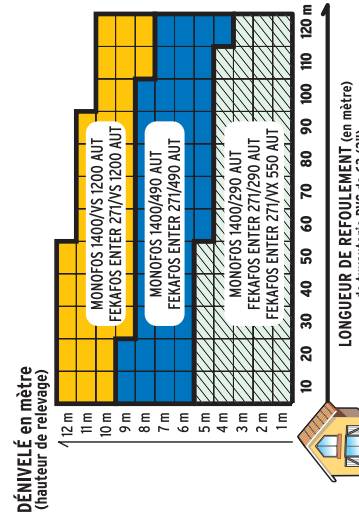 DÉNIVELÉ en mètre
(hauteur de relevage)
12 m
11 m
10 m
9 m
8 m
7 m
6 m
5 m
4 m
3 m
2 m
1 m
MONOFOS 1400/VS 1200 AUT
FEKAFOS ENTER 271/VS 1200 AUT
MONOFOS 1400/490 AUT
FEKAFOS ENTER 271/490 AUT
MONOFOS 1400/290 AUT
FEKAFOS ENTER 271/290 AUT
FEKAFOS ENTER 271/VX 550 AUT
10 20 30 40 50 60 70 80 90 100 110 120 m
LONGUEUR DE REFOULEMENT (en mètre)